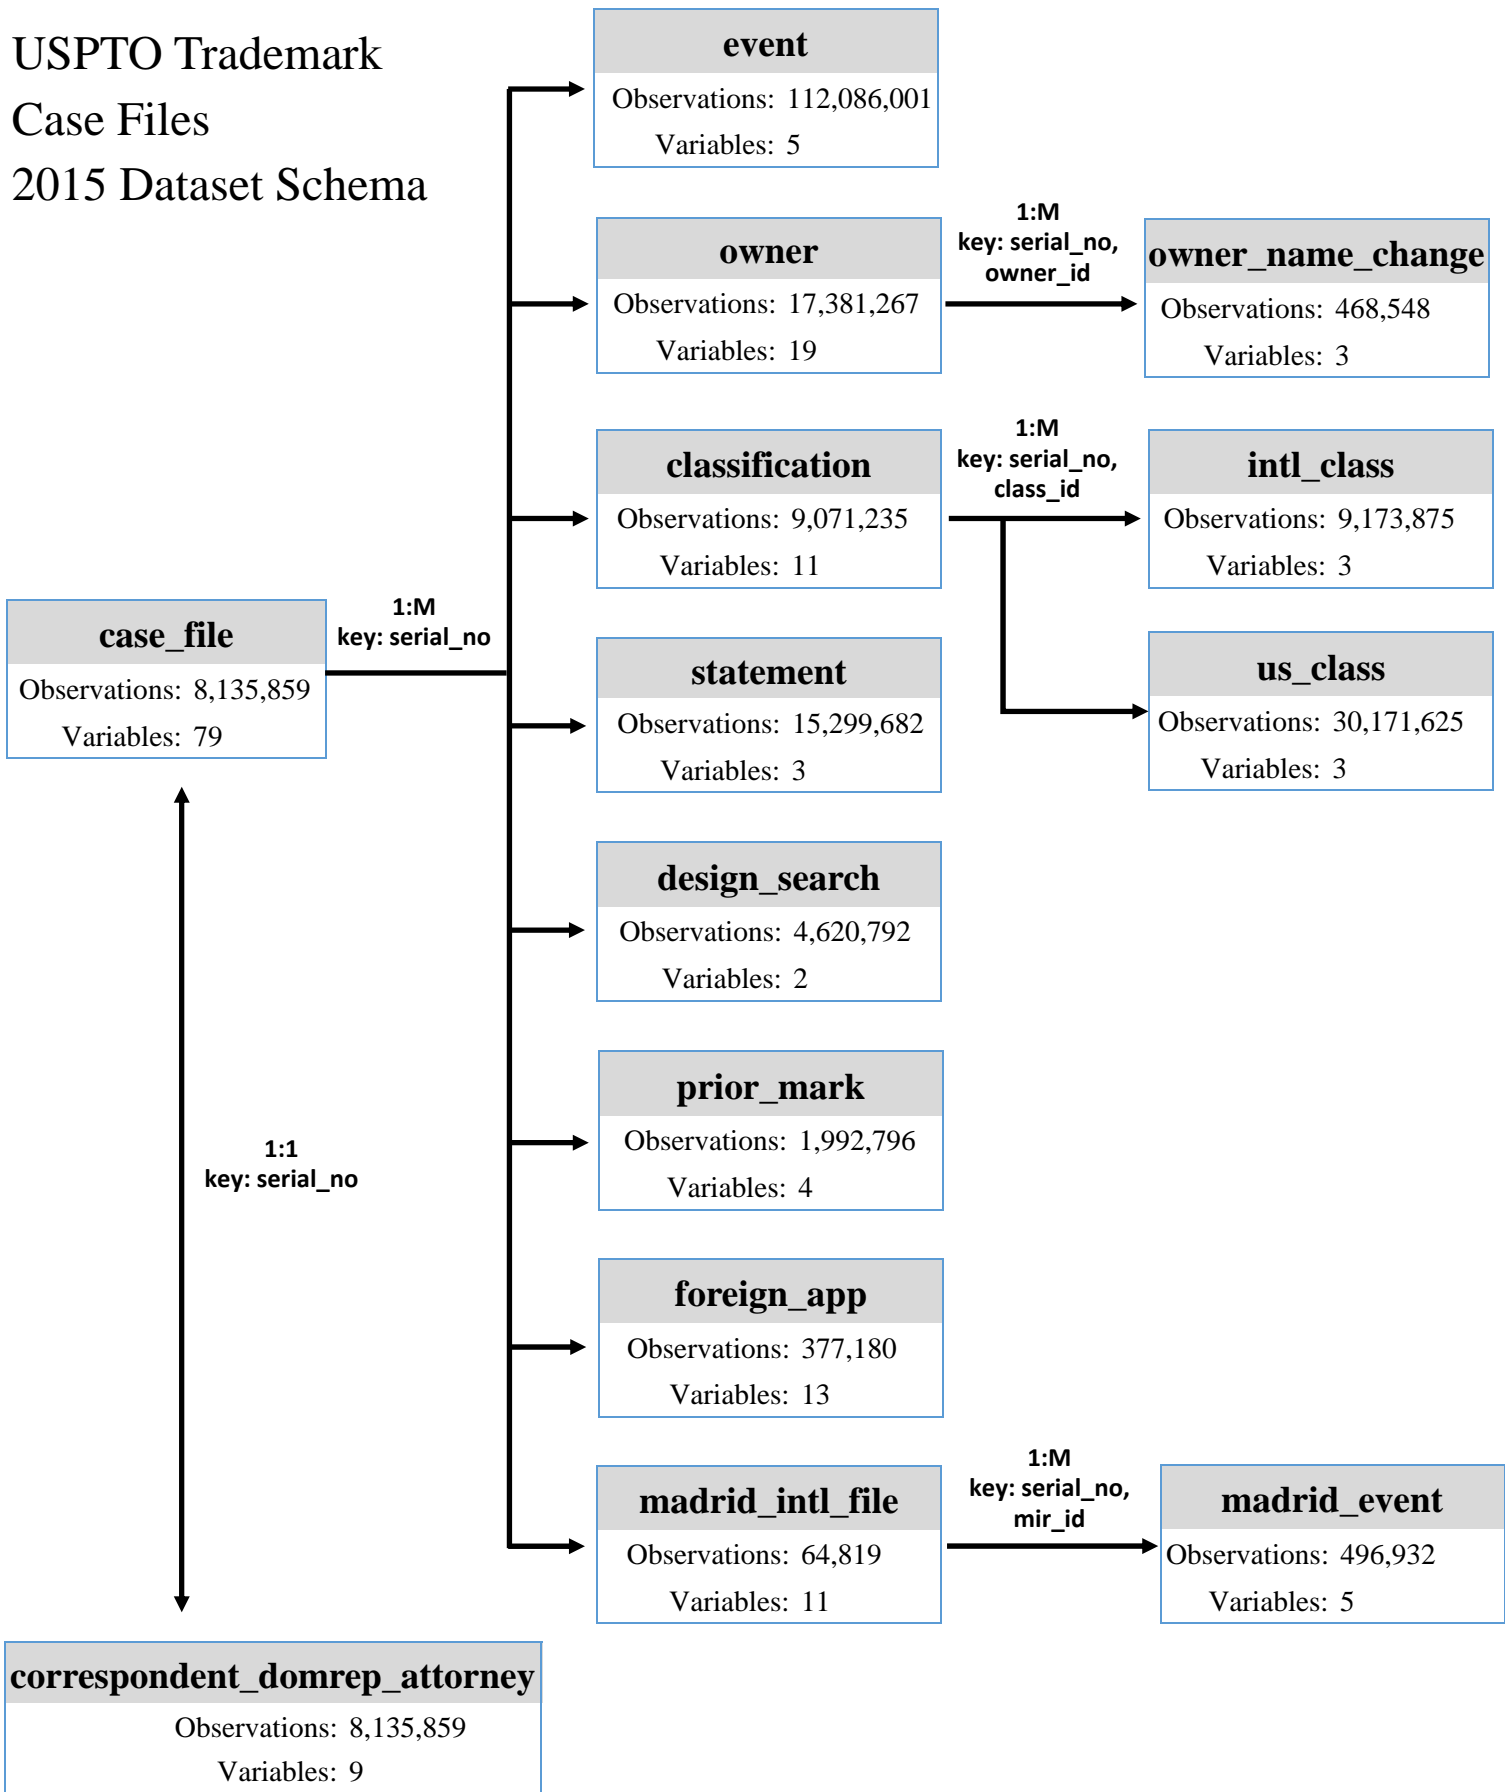 USPTO Trademark
Case Files
2015 Dataset Schema
event
Observations: 112,086,001
Variables: 5
owner
Observations: 17,381,267
Variables: 19
1:M
key: serial_no,
owner_id
owner_name_change
Observations: 468,548
Variables: 3
classification
Observations: 9,071,235
Variables: 11
1:M
key: serial_no,
class_id
intl_class
Observations: 9,173,875
Variables: 3
case_file
Observations: 8,135,859
Variables: 79
1:M
key: serial_no
statement
Observations: 15,299,682
Variables: 3
us_class
Observations: 30,171,625
Variables: 3
design_search
Observations: 4,620,792
Variables: 2
prior_mark
Observations: 1,992,796
Variables: 4
1:1
key: serial_no
foreign_app
Observations: 377,180
Variables: 13
madrid_intl_file
Observations: 64,819
Variables: 11
1:M
key: serial_no,
mir_id
madrid_event
Observations: 496,932
Variables: 5
correspondent_domrep_attorney
Observations: 8,135,859
Variables: 9